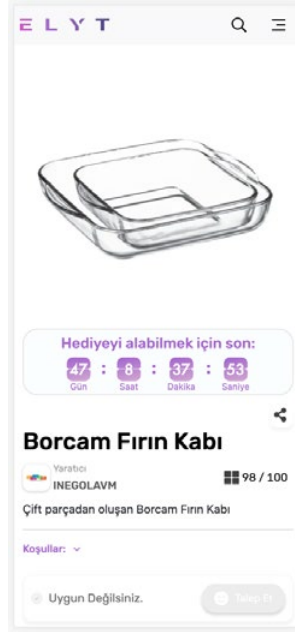 ELYT
Hediyeyi alabilmek için son:
47 : 8 : 37 : 53
Gün Saat Dakika Saniye
Borcam Fırın Kabı
Yaratıcı
INEGOLAVM
98 / 100
Çift parçadan oluşan Borcam Fırın Kabı
Koşullar:
Uygun Değilsiniz.
Talep Et